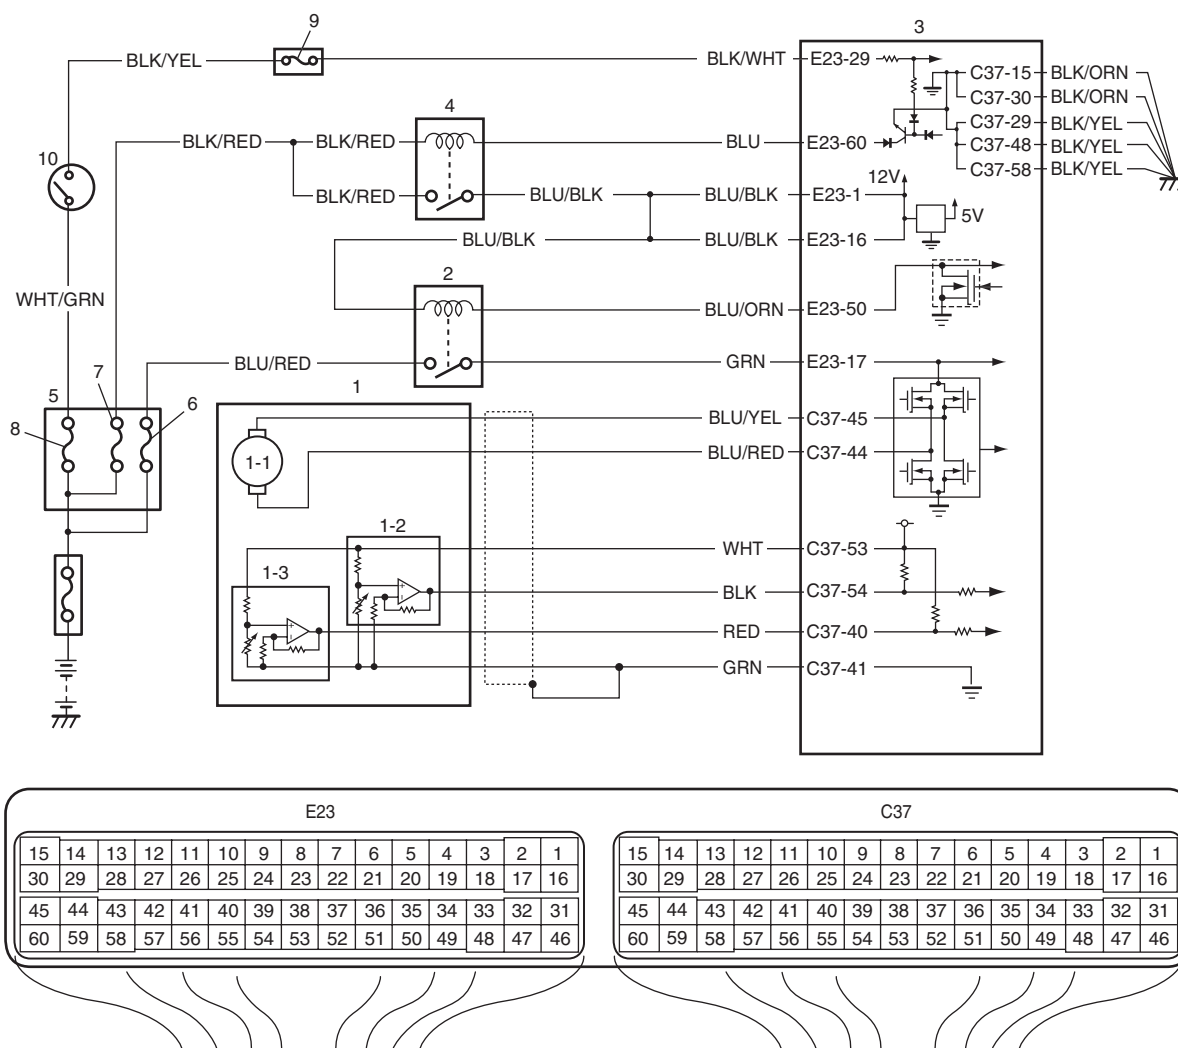 9
3
BLK/YEL
BLK/WHT
E23-29
C37-15
BLK/ORN
C37-30
BLK/ORN
4
C37-29
BLK/YEL
BLK/RED
BLK/RED
BLU
E23-60
C37-48
BLK/YEL
10
C37-58
BLK/YEL
12V
BLK/RED
BLU/BLK
BLU/BLK
E23-1
5V
BLU/BLK
BLU/BLK
E23-16
2
WHT/GRN
BLU/ORN
E23-50
BLU/RED
GRN
E23-17
7
1
5
6
8
BLU/YEL
C37-45
1-1
BLU/RED
C37-44
1-2
WHT
C37-53
1-3
BLK
C37-54
RED
C37-40
GRN
C37-41
E23
C37
15 14 13 12 11 10 9 8 7 6 5 4 3 2 1
15 14 13 12 11 10 9 8 7 6 5 4 3 2 1
30 29 28 27 26 25 24 23 22 21 20 19 18 17 16
30 29 28 27 26 25 24 23 22 21 20 19 18 17 16
45 44 43 42 41 40 39 38 37 36 35 34 33 32 31
45 44 43 42 41 40 39 38 37 36 35 34 33 32 31
60 59 58 57 56 55 54 53 52 51 50 49 48 47 46
60 59 58 57 56 55 54 53 52 51 50 49 48 47 46